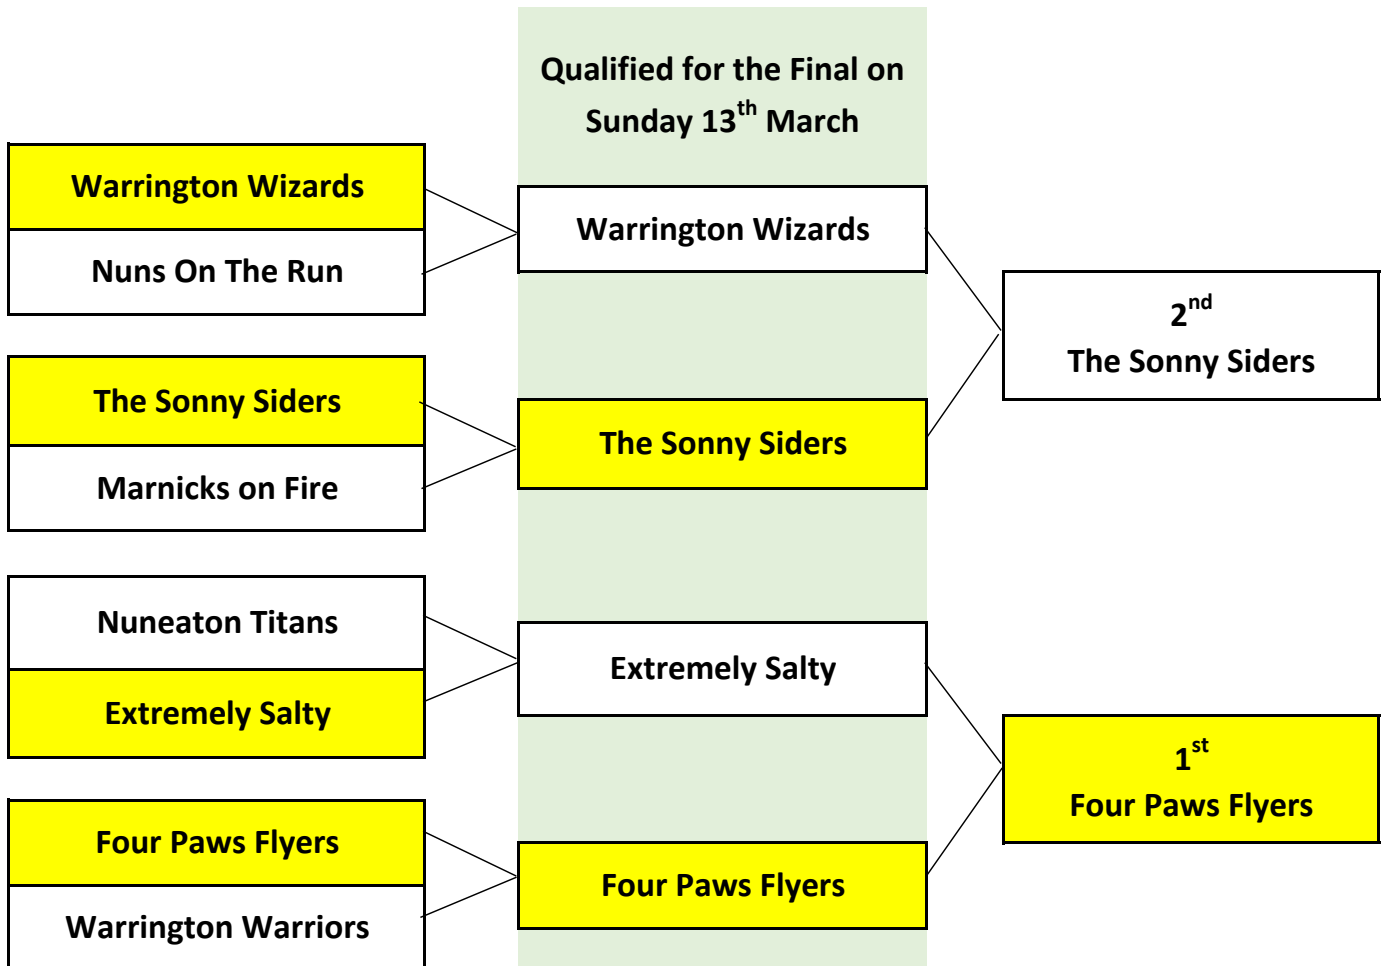 Qualified for the Final on
Sunday 13th March
Warrington Wizards
Nuns On The Run
The Sonny Siders
Marnicks on Fire
Nuneaton Titans
Extremely Salty
Four Paws Flyers
Warrington Warriors
Warrington Wizards
The Sonny Siders
Extremely Salty
Four Paws Flyers
2nd
The Sonny Siders
1st
Four Paws Flyers